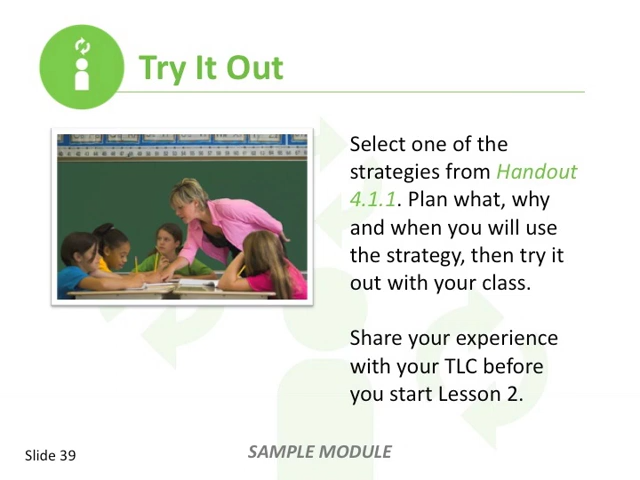 Try It Out
Select one of the
strategies from Handout
4.1.1. Plan what, why
and when you will use
the strategy, then try it
out with your class.
Share your experience
with your TLC before
you start Lesson 2.
Slide 39
SAMPLE MODULE